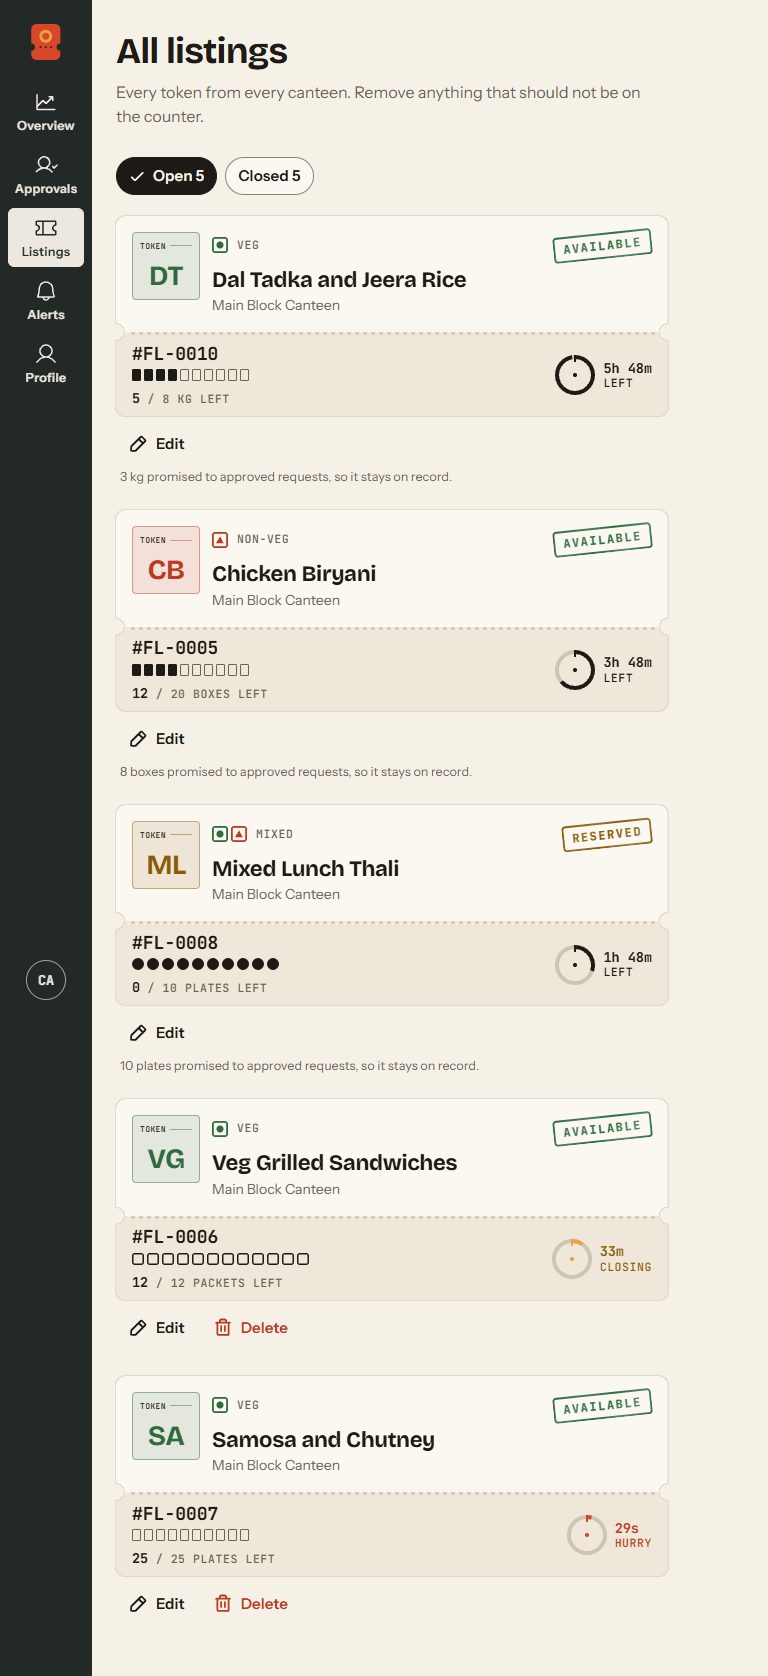 All listings
Every token from every canteen. Remove anything that should not be on
the counter.
Overview
Approvals
Listings
Alerts
Profile
CA
Open 5
Closed 5
TOKEN
DT
VEG
Dal Tadka and Jeera Rice
Main Block Canteen
AVAILABLE
#FL-0010
5 / 8 KG LEFT
5h 48m
LEFT
Edit
3 kg promised to approved requests, so it stays on record.
TOKEN
CB
NON-VEG
Chicken Biryani
Main Block Canteen
AVAILABLE
#FL-0005
12 / 20 BOXES LEFT
3h 48m
LEFT
Edit
8 boxes promised to approved requests, so it stays on record.
TOKEN
ML
MIXED
Mixed Lunch Thali
Main Block Canteen
RESERVED
#FL-0008
0 / 10 PLATES LEFT
1h 48m
LEFT
Edit
10 plates promised to approved requests, so it stays on record.
TOKEN
VG
VEG
Veg Grilled Sandwiches
Main Block Canteen
AVAILABLE
#FL-0006
12 / 12 PACKETS LEFT
33m
CLOSING
Edit
Delete
TOKEN
SA
VEG
Samosa and Chutney
Main Block Canteen
AVAILABLE
#FL-0007
25 / 25 PLATES LEFT
29s
HURRY
Edit
Delete